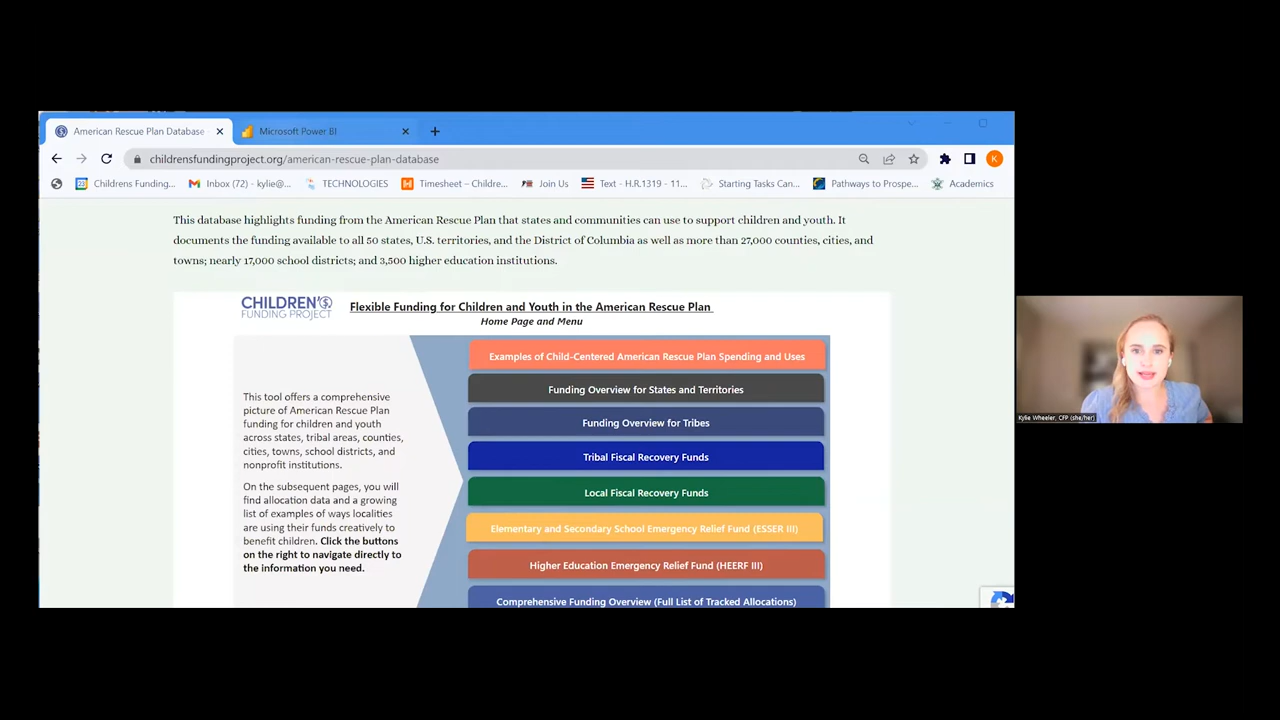 American Rescue Plan Database
Microsoft Power BI
childrensfundingproject.org/american-rescue-plan-database
K
Childrens Funding...
Inbox (72) - kylie@...
TECHNOLOGIES
Timesheet – Childre...
Join Us
Text - H.R.1319 - 11...
Starting Tasks Can...
Pathways to Prospe...
Academics
This database highlights funding from the American Rescue Plan that states and communities can use to support children and youth. It
documents the funding available to all 50 states, U.S. territories, and the District of Columbia as well as more than 27,000 counties, cities, and
towns; nearly 17,000 school districts; and 3,500 higher education institutions.
CHILDREN'S
FUNDING PROJECT
Flexible Funding for Children and Youth in the American Rescue Plan
Home Page and Menu
This tool offers a comprehensive
picture of American Rescue Plan
funding for children and youth
across states, tribal areas, counties,
cities, towns, school districts, and
nonprofit institutions.
On the subsequent pages, you will
find allocation data and a growing
list of examples of ways localities
are using their funds creatively to
benefit children. Click the buttons
on the right to navigate directly to
the information you need.
Examples of Child-Centered American Rescue Plan Spending and Uses
Funding Overview for States and Territories
Funding Overview for Tribes
Tribal Fiscal Recovery Funds
Local Fiscal Recovery Funds
Elementary and Secondary School Emergency Relief Fund (ESSER III)
Higher Education Emergency Relief Fund (HEERF III)
Comprehensive Funding Overview (Full List of Tracked Allocations)
Kylie Wheeler, CFP (she/her)